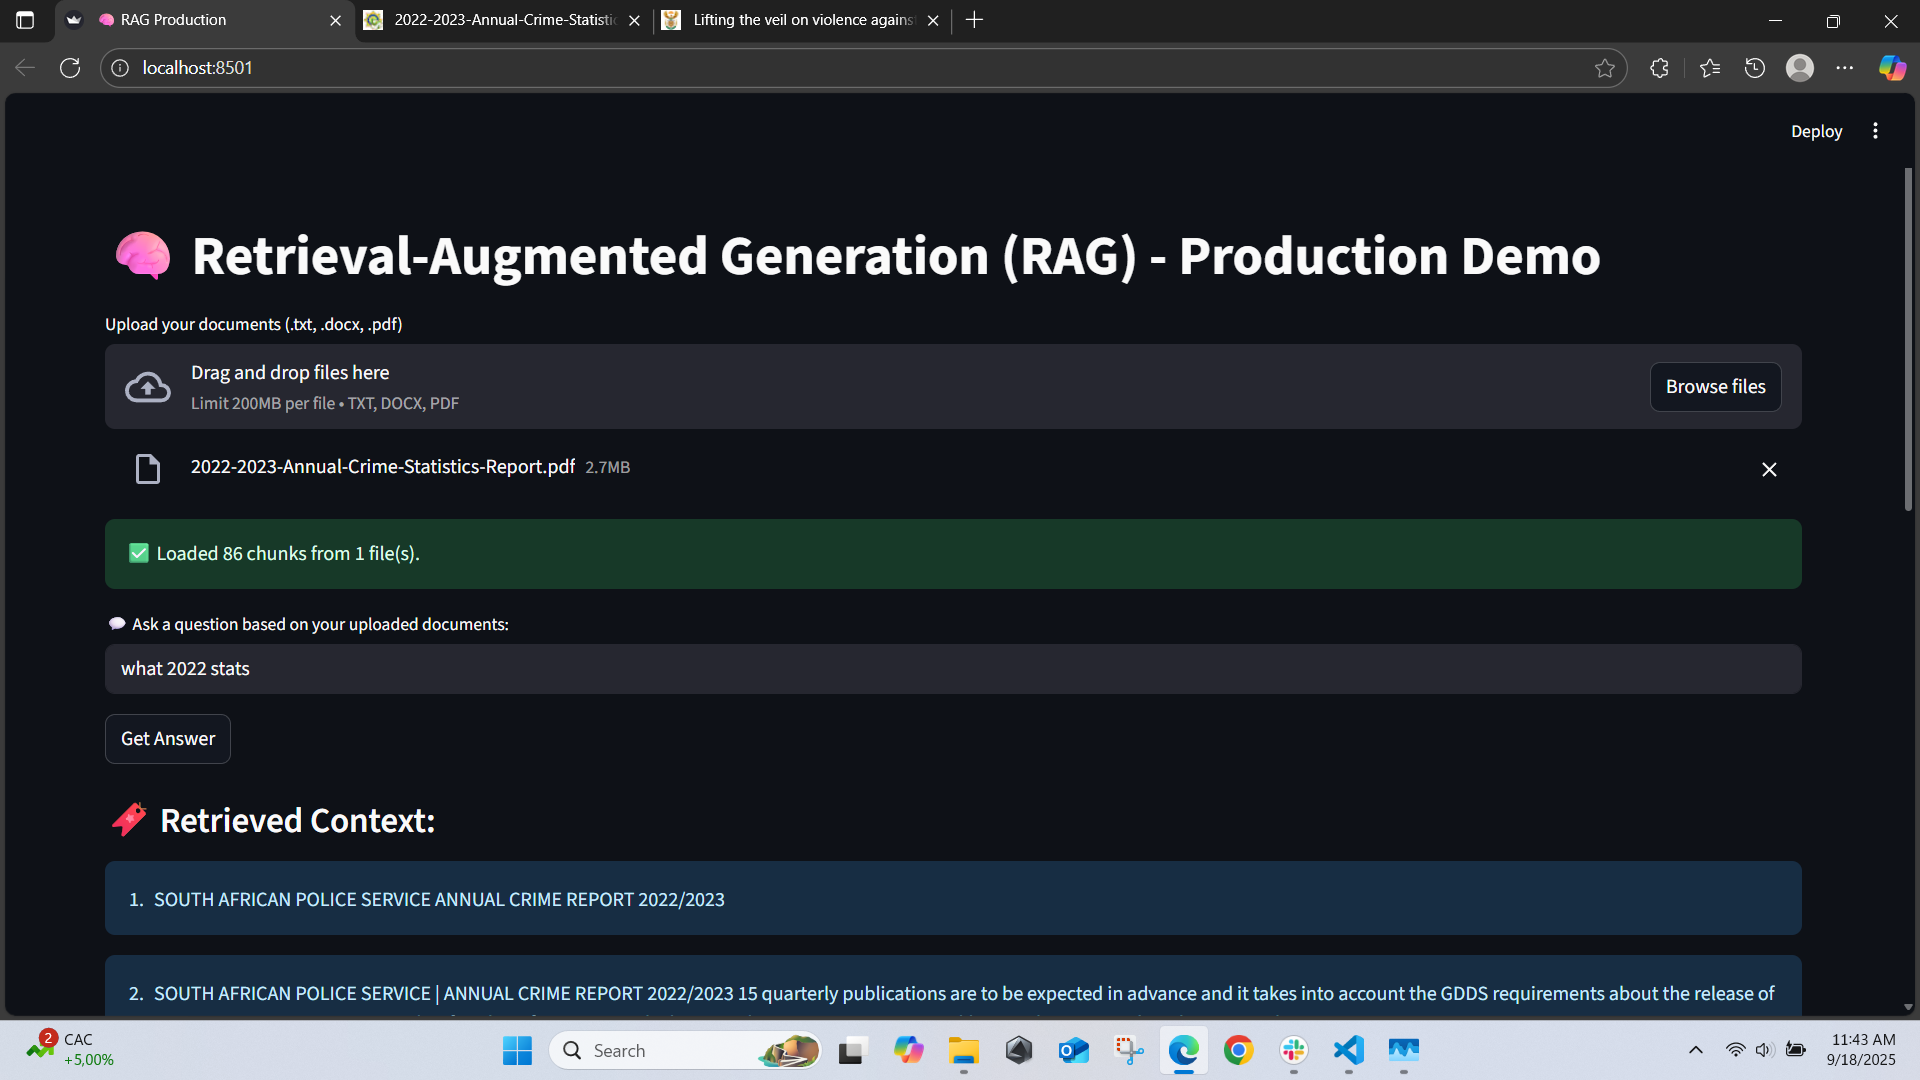 RAG Production
2022-2023-Annual-Crime-Statistic
Lifting the veil on violence agains
localhost:8501
Deploy
Retrieval-Augmented Generation (RAG) - Production Demo
Upload your documents (.txt, .docx, .pdf)
Drag and drop files here
Limit 200MB per file • TXT, DOCX, PDF
Browse files
2022-2023-Annual-Crime-Statistics-Report.pdf 2.7MB
Loaded 86 chunks from 1 file(s).
Ask a question based on your uploaded documents:
what 2022 stats
Get Answer
Retrieved Context:
1. SOUTH AFRICAN POLICE SERVICE ANNUAL CRIME REPORT 2022/2023
2. SOUTH AFRICAN POLICE SERVICE | ANNUAL CRIME REPORT 2022/2023 15 quarterly publications are to be expected in advance and it takes into account the GDDS requirements about the release of
2
CAC
+5,00%
Search
11:43 AM
9/18/2025